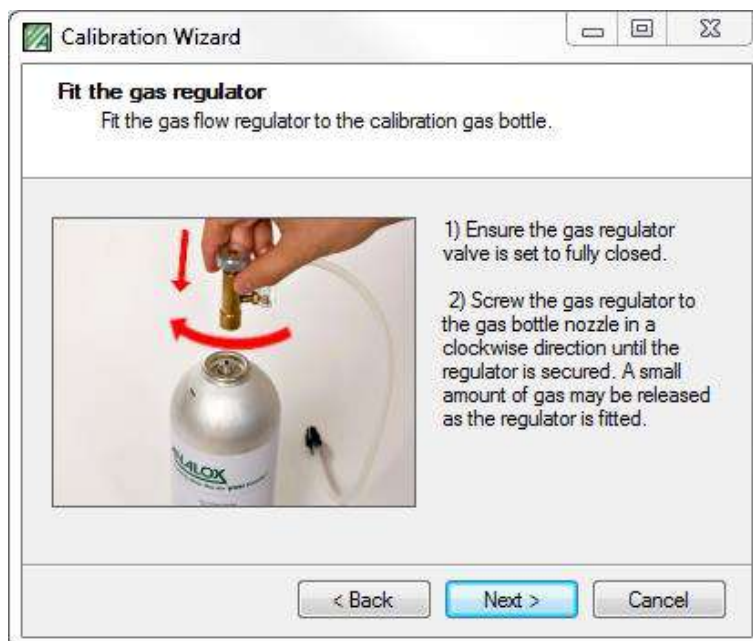 Calibration Wizard
Fit the gas regulator
Fit the gas flow regulator to the calibration gas bottle.
1) Ensure the gas regulator
valve is set to fully closed.
2) Screw the gas regulator to
the gas bottle nozzle in a
clockwise direction until the
regulator is secured. A small
amount of gas may be released
as the regulator is fitted.
< Back
Next >
Cancel